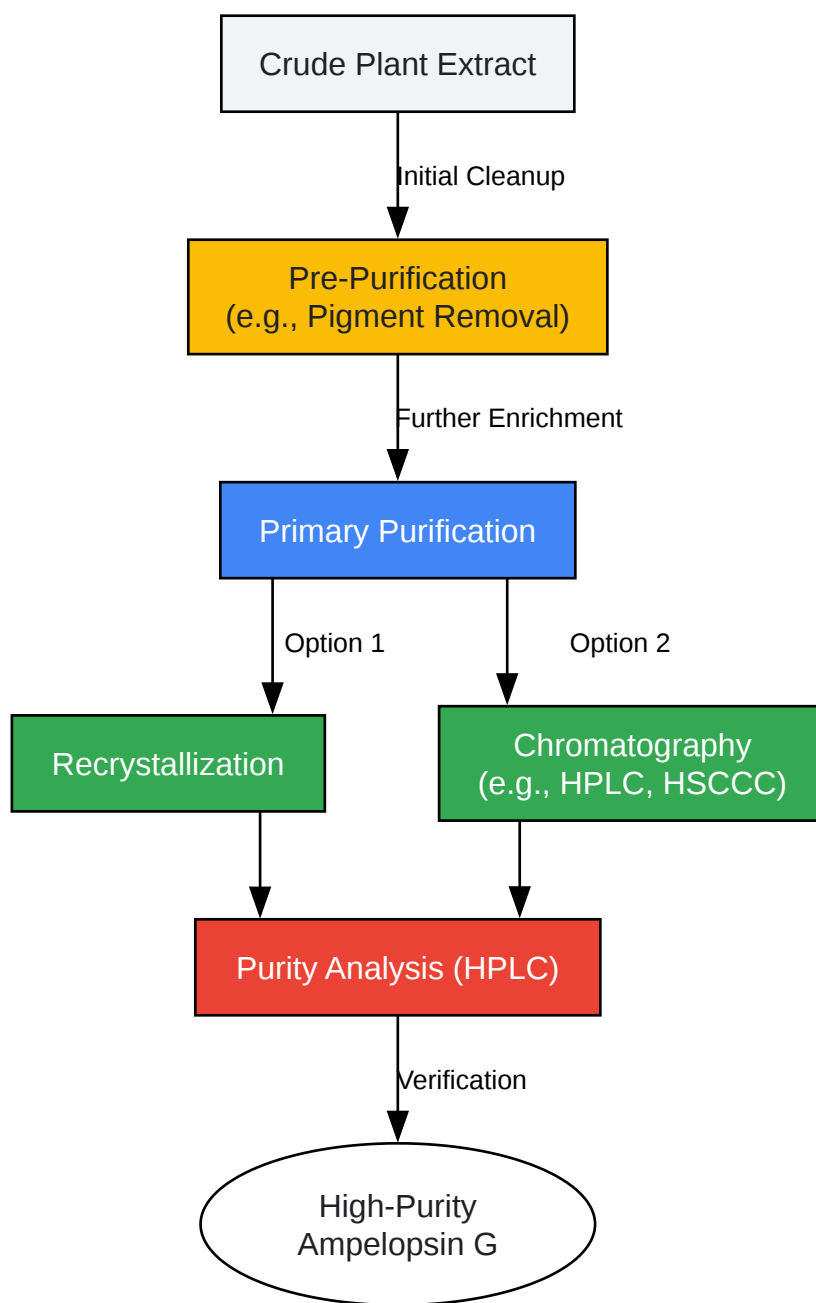 Crude Plant Extract
Initial Cleanup
Pre-Purification
(e.g., Pigment Removal)
Further Enrichment
Primary Purification
Option 1
Option 2
Recrystallization
Chromatography
(e.g., HPLC, HSCCC)
Purity Analysis (HPLC)
Verification
High-Purity
Ampelopsin G